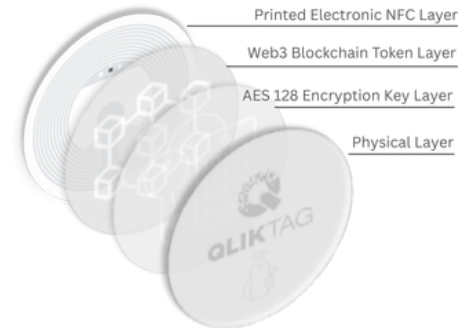 Printed Electronic NFC Layer
Web3 Blockchain Token Layer
AES 128 Encryption Key Layer
Physical Layer
QLIKTAG